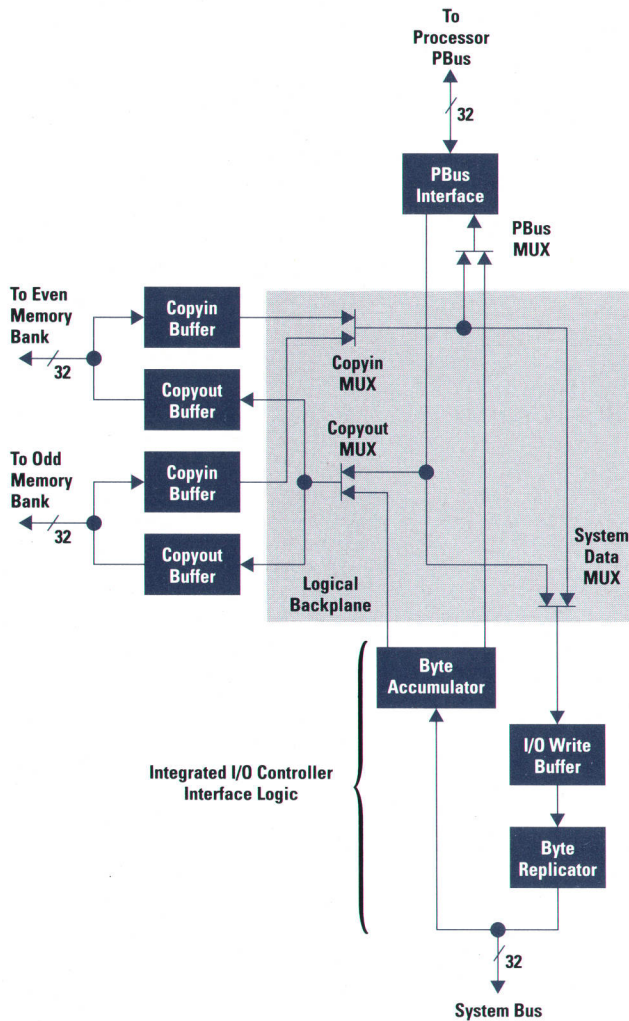 To
Processor
PBus
32
PBus
Interface
PBus
MUX
To Even
Memory
Bank
32
Copyin
Buffer
Copyin
MUX
Copyout
Buffer
Copyout
MUX
To Odd
Memory
Bank
32
Copyin
Buffer
Copyout
Buffer
Logical
Backplane
System
Data
MUX
Byte
Accumulator
I/O Write
Buffer
Integrated I/O Controller
Interface Logic
Byte
Replicator
32
System Bus